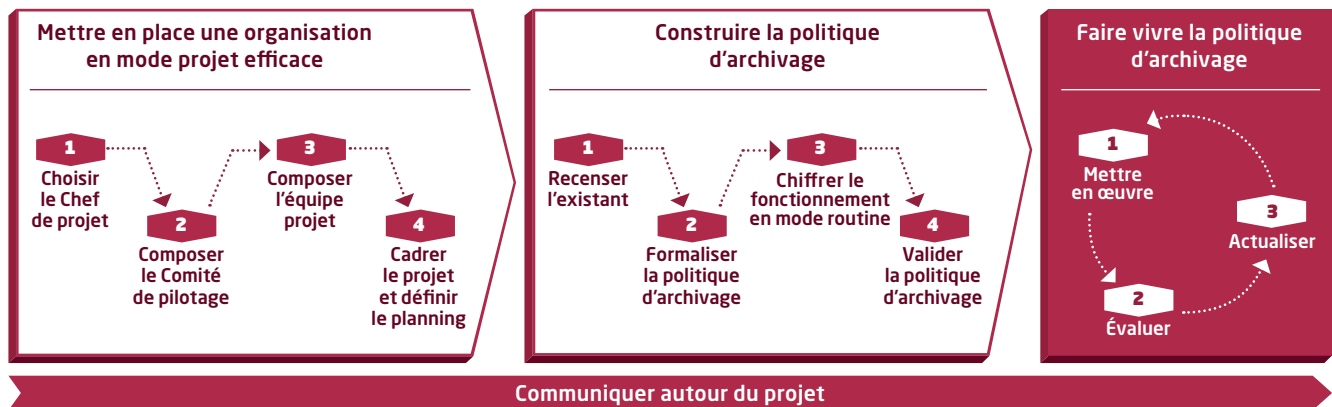 Mettre en place une organisation
en mode projet efficace
1
Choisir
le Chef
de projet
2
Composer
le Comité
de pilotage
3
Composer
l'équipe
projet
4
Cadrer
le projet
et définir
le planning
Construire la politique
d'archivage
1
Recenser
l'existant
2
Formaliser
la politique
d'archivage
3
Chiffrer le
fonctionnement
en mode routine
4
Valider
la politique
d'archivage
Faire vivre la politique
d'archivage
1
Mettre
en œuvre
2
Évaluer
3
Actualiser
Communiquer autour du projet